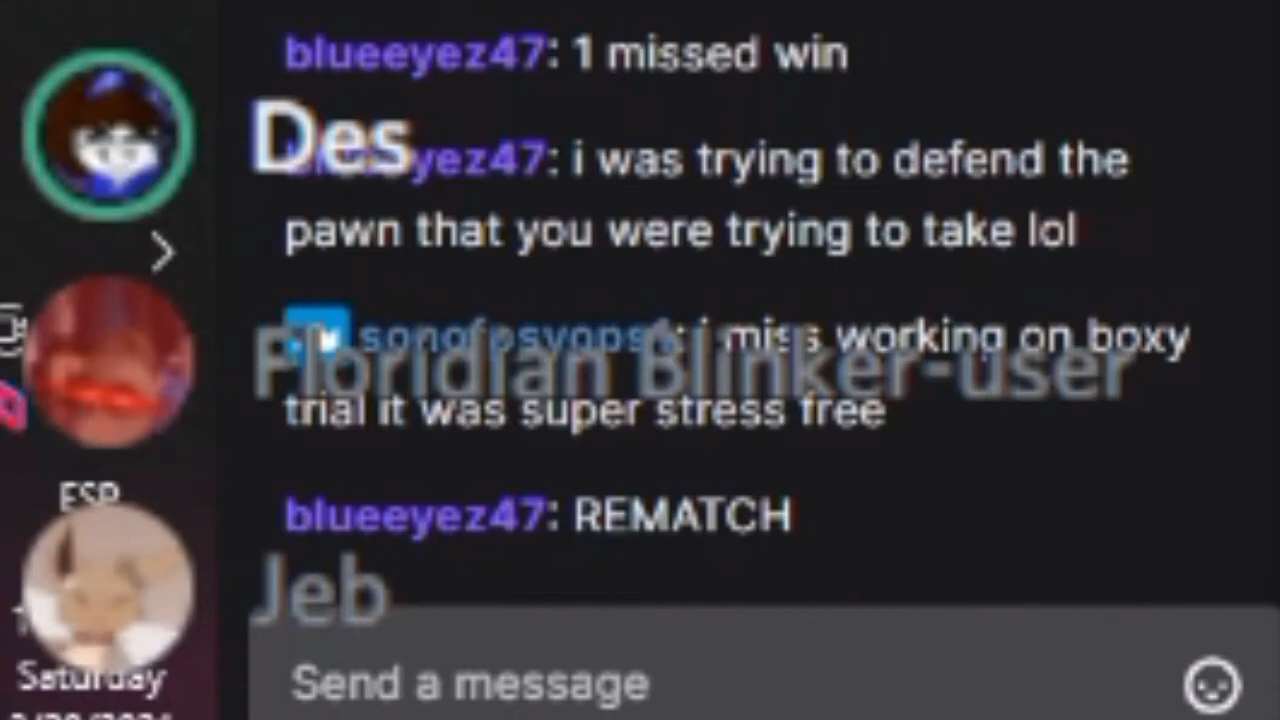 blueeyez47: 1 missed win
Des
yez47: i was trying to defend the
pawn that you were trying to take lol
: i miss working on boxy
Floridian Blinker-user
trial it was super stress free
ESP
blueeyez47: REMATCH
Jeb
Send a message
Saturday